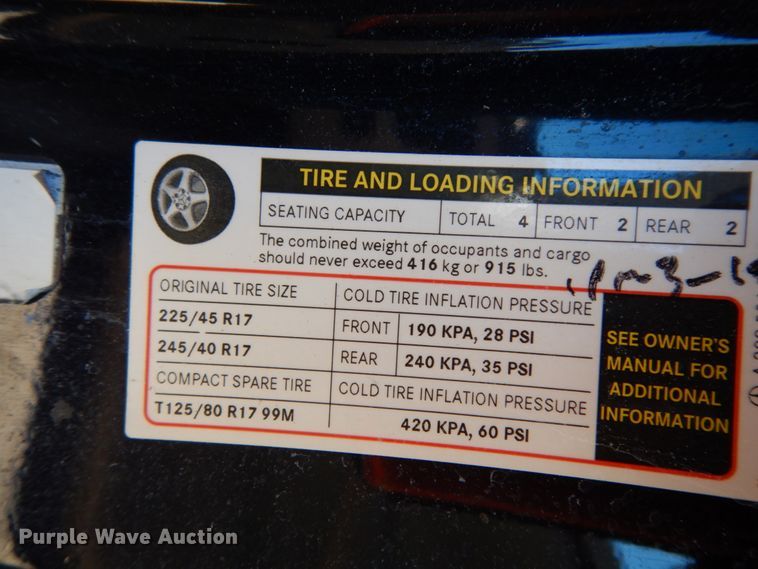 TIRE AND LOADING INFORMATION
SEATING CAPACITY TOTAL 4 FRONT 2 REAR 2
The combined weight of occupants and cargo
should never exceed 416 kg or 915 lbs.
ORIGINAL TIRE SIZE COLD TIRE INFLATION PRESSURE
225/45 R17 FRONT 190 KPA, 28 PSI
245/40 R17 REAR 240 KPA, 35 PSI
COMPACT SPARE TIRE COLD TIRE INFLATION PRESSURE
T125/80 R17 99M 420 KPA, 60 PSI
SEE OWNER'S
MANUAL FOR
ADDITIONAL
INFORMATION
Purple Wave Auction